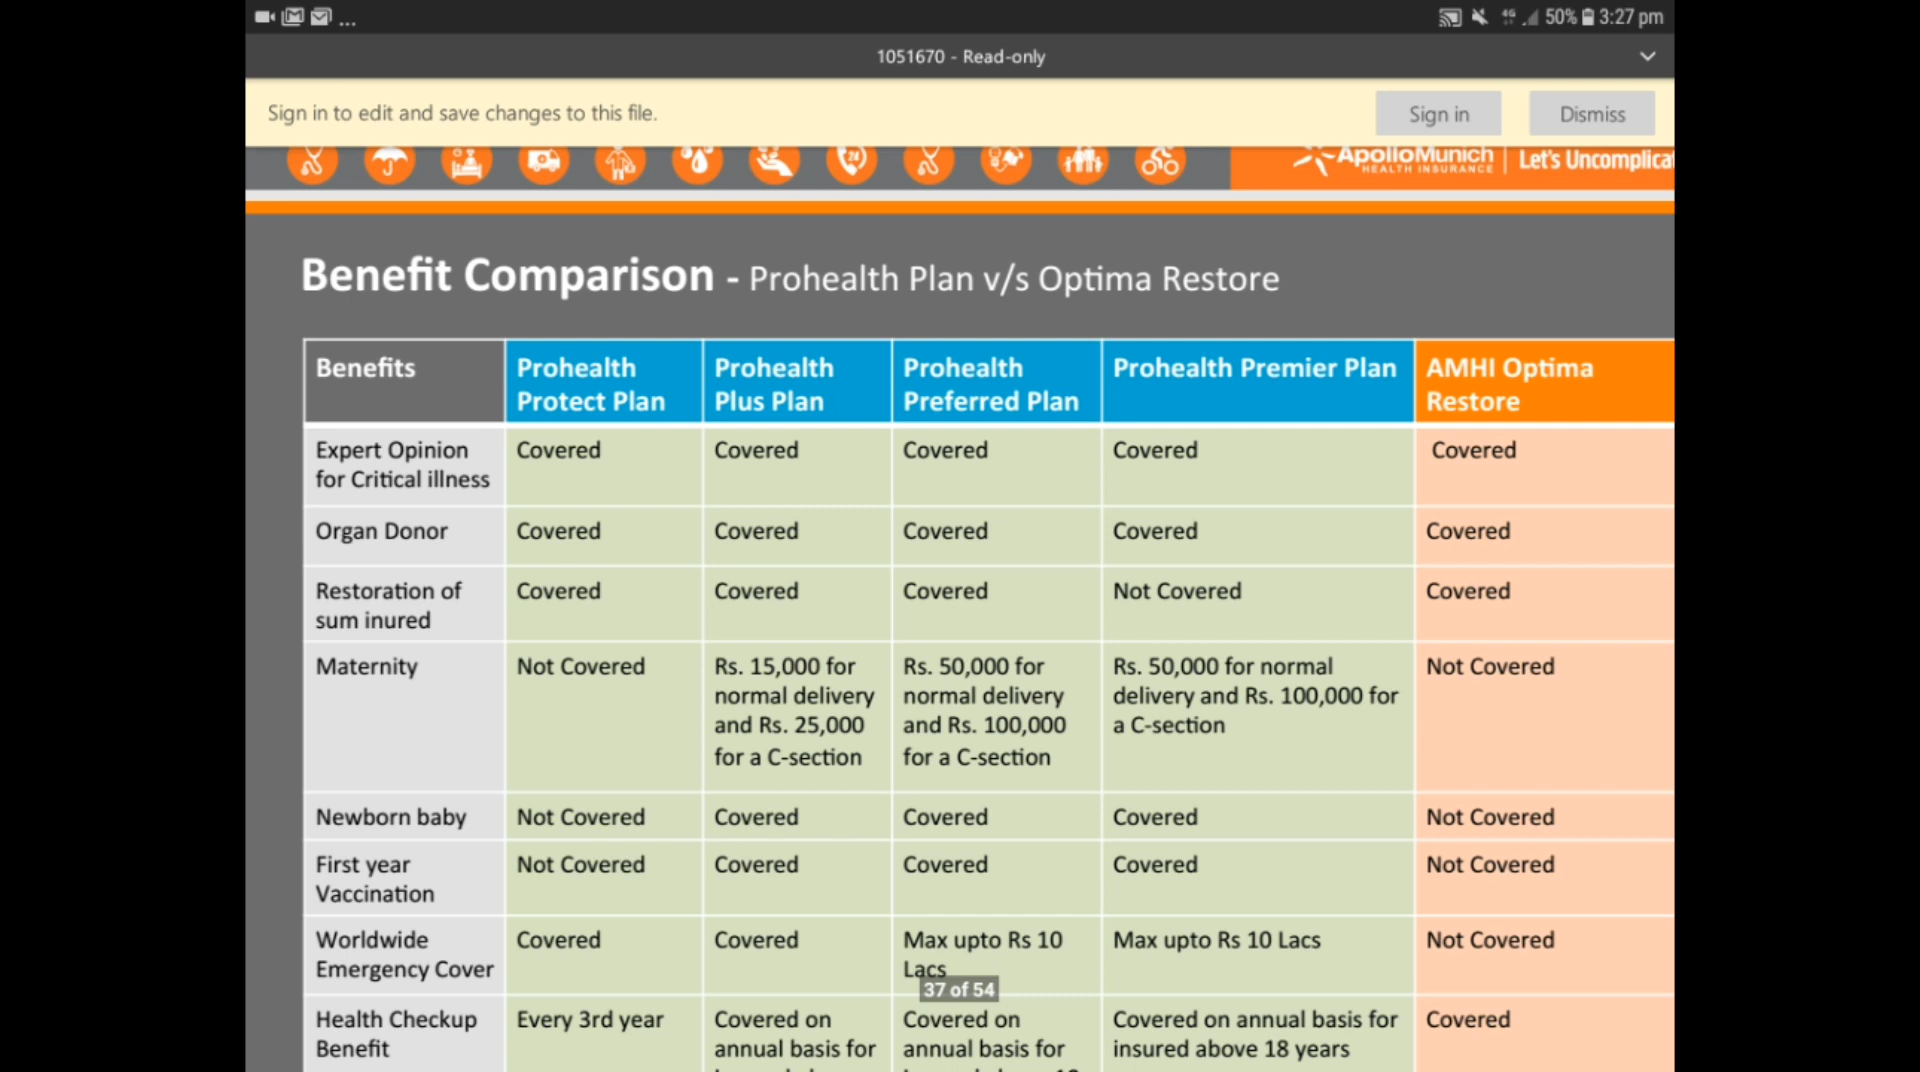 ... 50% 3:27 pm
1051670 - Read-only
Sign in to edit and save changes to this file.
Sign in
Dismiss
24
ApolloMunich
HEALTH INSURANCE
Let's Uncomplica
Benefit Comparison - Prohealth Plan v/s Optima Restore
Benefits
Prohealth
Protect Plan
Prohealth
Plus Plan
Prohealth
Preferred Plan
Prohealth Premier Plan
AMHI Optima
Restore
Expert Opinion
for Critical illness
Covered
Covered
Covered
Covered
Covered
Organ Donor
Covered
Covered
Covered
Covered
Covered
Restoration of
sum inured
Covered
Covered
Covered
Not Covered
Covered
Maternity
Not Covered
Rs. 15,000 for
normal delivery
and Rs. 25,000
for a C-section
Rs. 50,000 for
normal delivery
and Rs. 100,000
for a C-section
Rs. 50,000 for normal
delivery and Rs. 100,000 for
a C-section
Not Covered
Newborn baby
Not Covered
Covered
Covered
Covered
Not Covered
First year
Vaccination
Not Covered
Covered
Covered
Covered
Not Covered
Worldwide
Emergency Cover
Covered
Covered
Max upto Rs 10
Lacs
Max upto Rs 10 Lacs
Not Covered
37 of 54
Health Checkup
Benefit
Every 3rd year
Covered on
annual basis for
Covered on
annual basis for
Covered on annual basis for
insured above 18 years
Covered